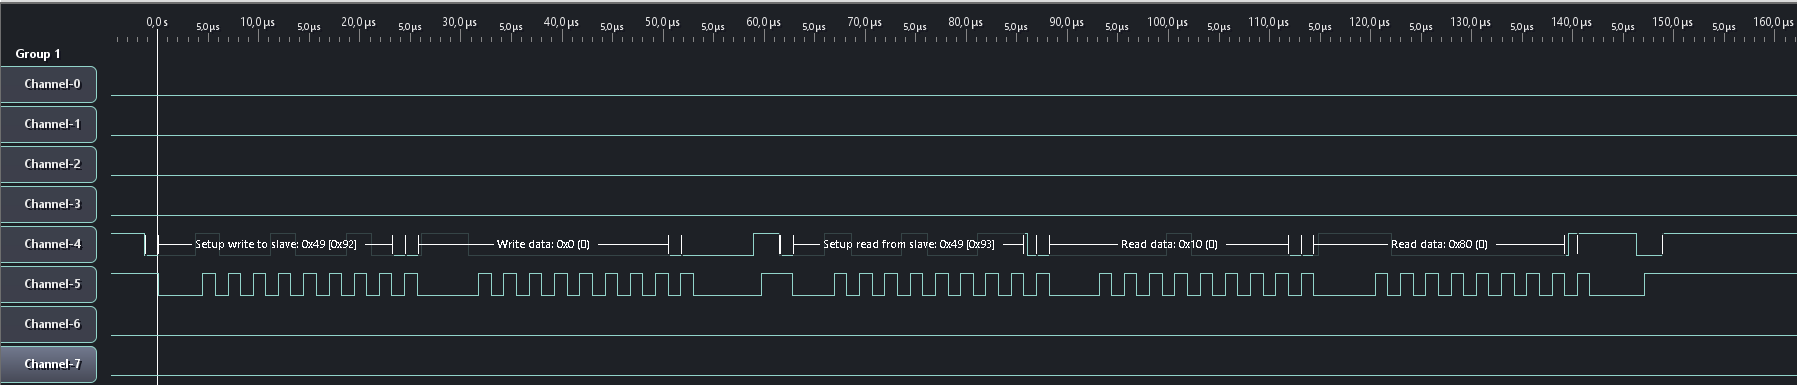 0,0 s 5,0 µs 10,0 µs 5,0 µs 20,0 µs 5,0 µs 30,0 µs 5,0 µs 40,0 µs 5,0 µs 50,0 µs 5,0 µs 60,0 µs 5,0 µs 70,0 µs 5,0 µs 80,0 µs 5,0 µs 90,0 µs 5,0 µs 100,0 µs 5,0 µs 110,0 µs 5,0 µs 120,0 µs 5,0 µs 130,0 µs 5,0 µs 140,0 µs 5,0 µs 150,0 µs 5,0 µs 160,0 µs
Group 1
Channel-0
Channel-1
Channel-2
Channel-3
Channel-4 Setup write to slave: 0x49 [0x92] Write data: 0x0 (▯) Setup read from slave: 0x49 [0x93] Read data: 0x10 (▯) Read data: 0x80 (▯)
Channel-5
Channel-6
Channel-7